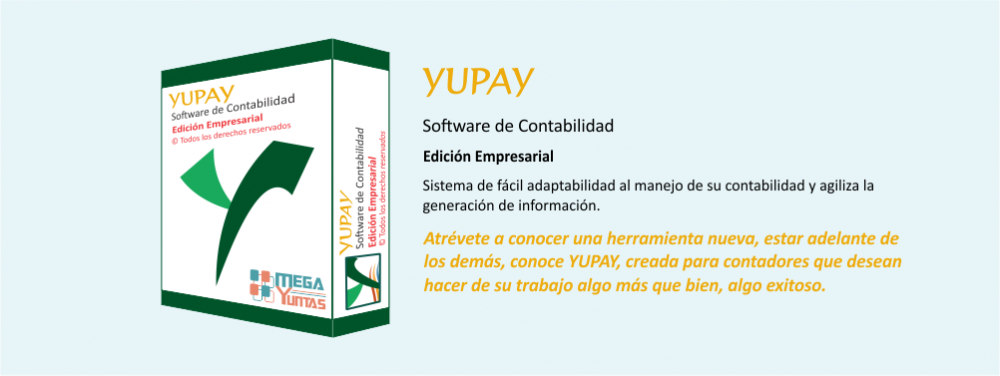 YUPAY
Software de Contabilidad
Edición Empresarial
© Todos los derechos reservados
MEGA
YUNTAS
YUPAY
Software de Contabilidad
Edición Empresarial
© Todos los derechos reservados
YUPAY
Software de Contabilidad
Edición Empresarial
Sistema de fácil adaptabilidad al manejo de su contabilidad y agiliza la
generación de información.
Atrévete a conocer una herramienta nueva, estar adelante de
los demás, conoce YUPAY, creada para contadores que desean
hacer de su trabajo algo más que bien, algo exitoso.